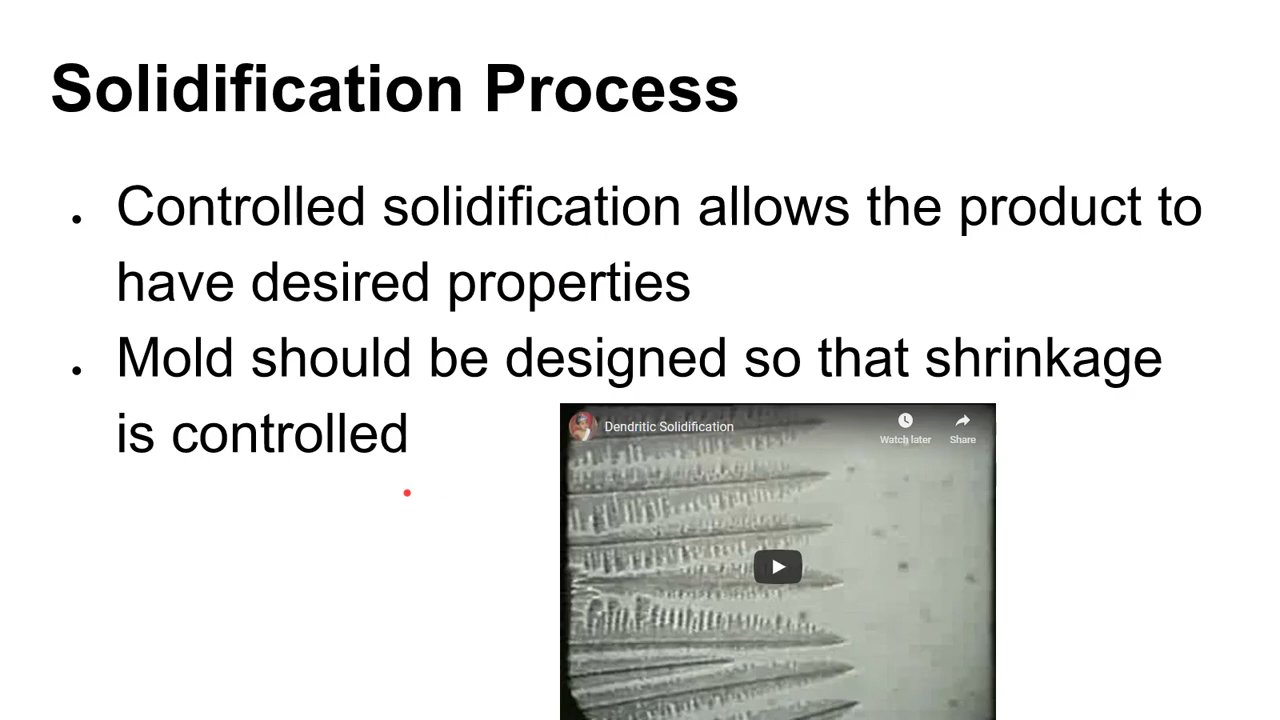 Solidification Process
• Controlled solidification allows the product to
have desired properties
• Mold should be designed so that shrinkage
is controlled
Dendritic Solidification
Watch later
Share